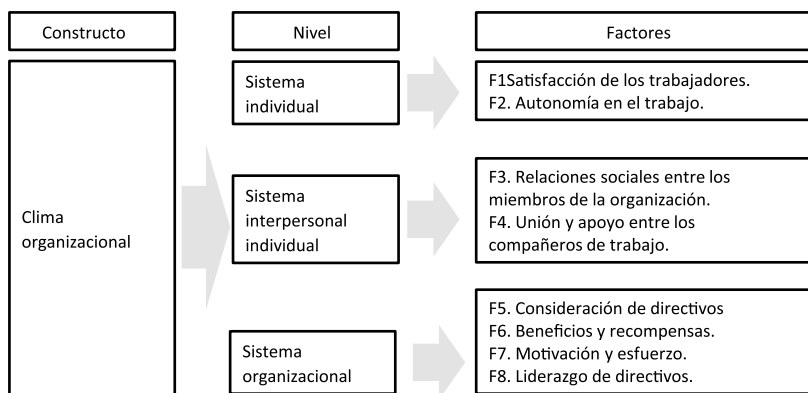 Constructo
Nivel
Factores
Clima
organizacional
Sistema
individual
F1Satisfacción de los trabajadores.
F2. Autonomía en el trabajo.
Sistema
interpersonal
individual
F3. Relaciones sociales entre los
miembros de la organización.
F4. Unión y apoyo entre los
compañeros de trabajo.
Sistema
organizacional
F5. Consideración de directivos
F6. Beneficios y recompensas.
F7. Motivación y esfuerzo.
F8. Liderazgo de directivos.